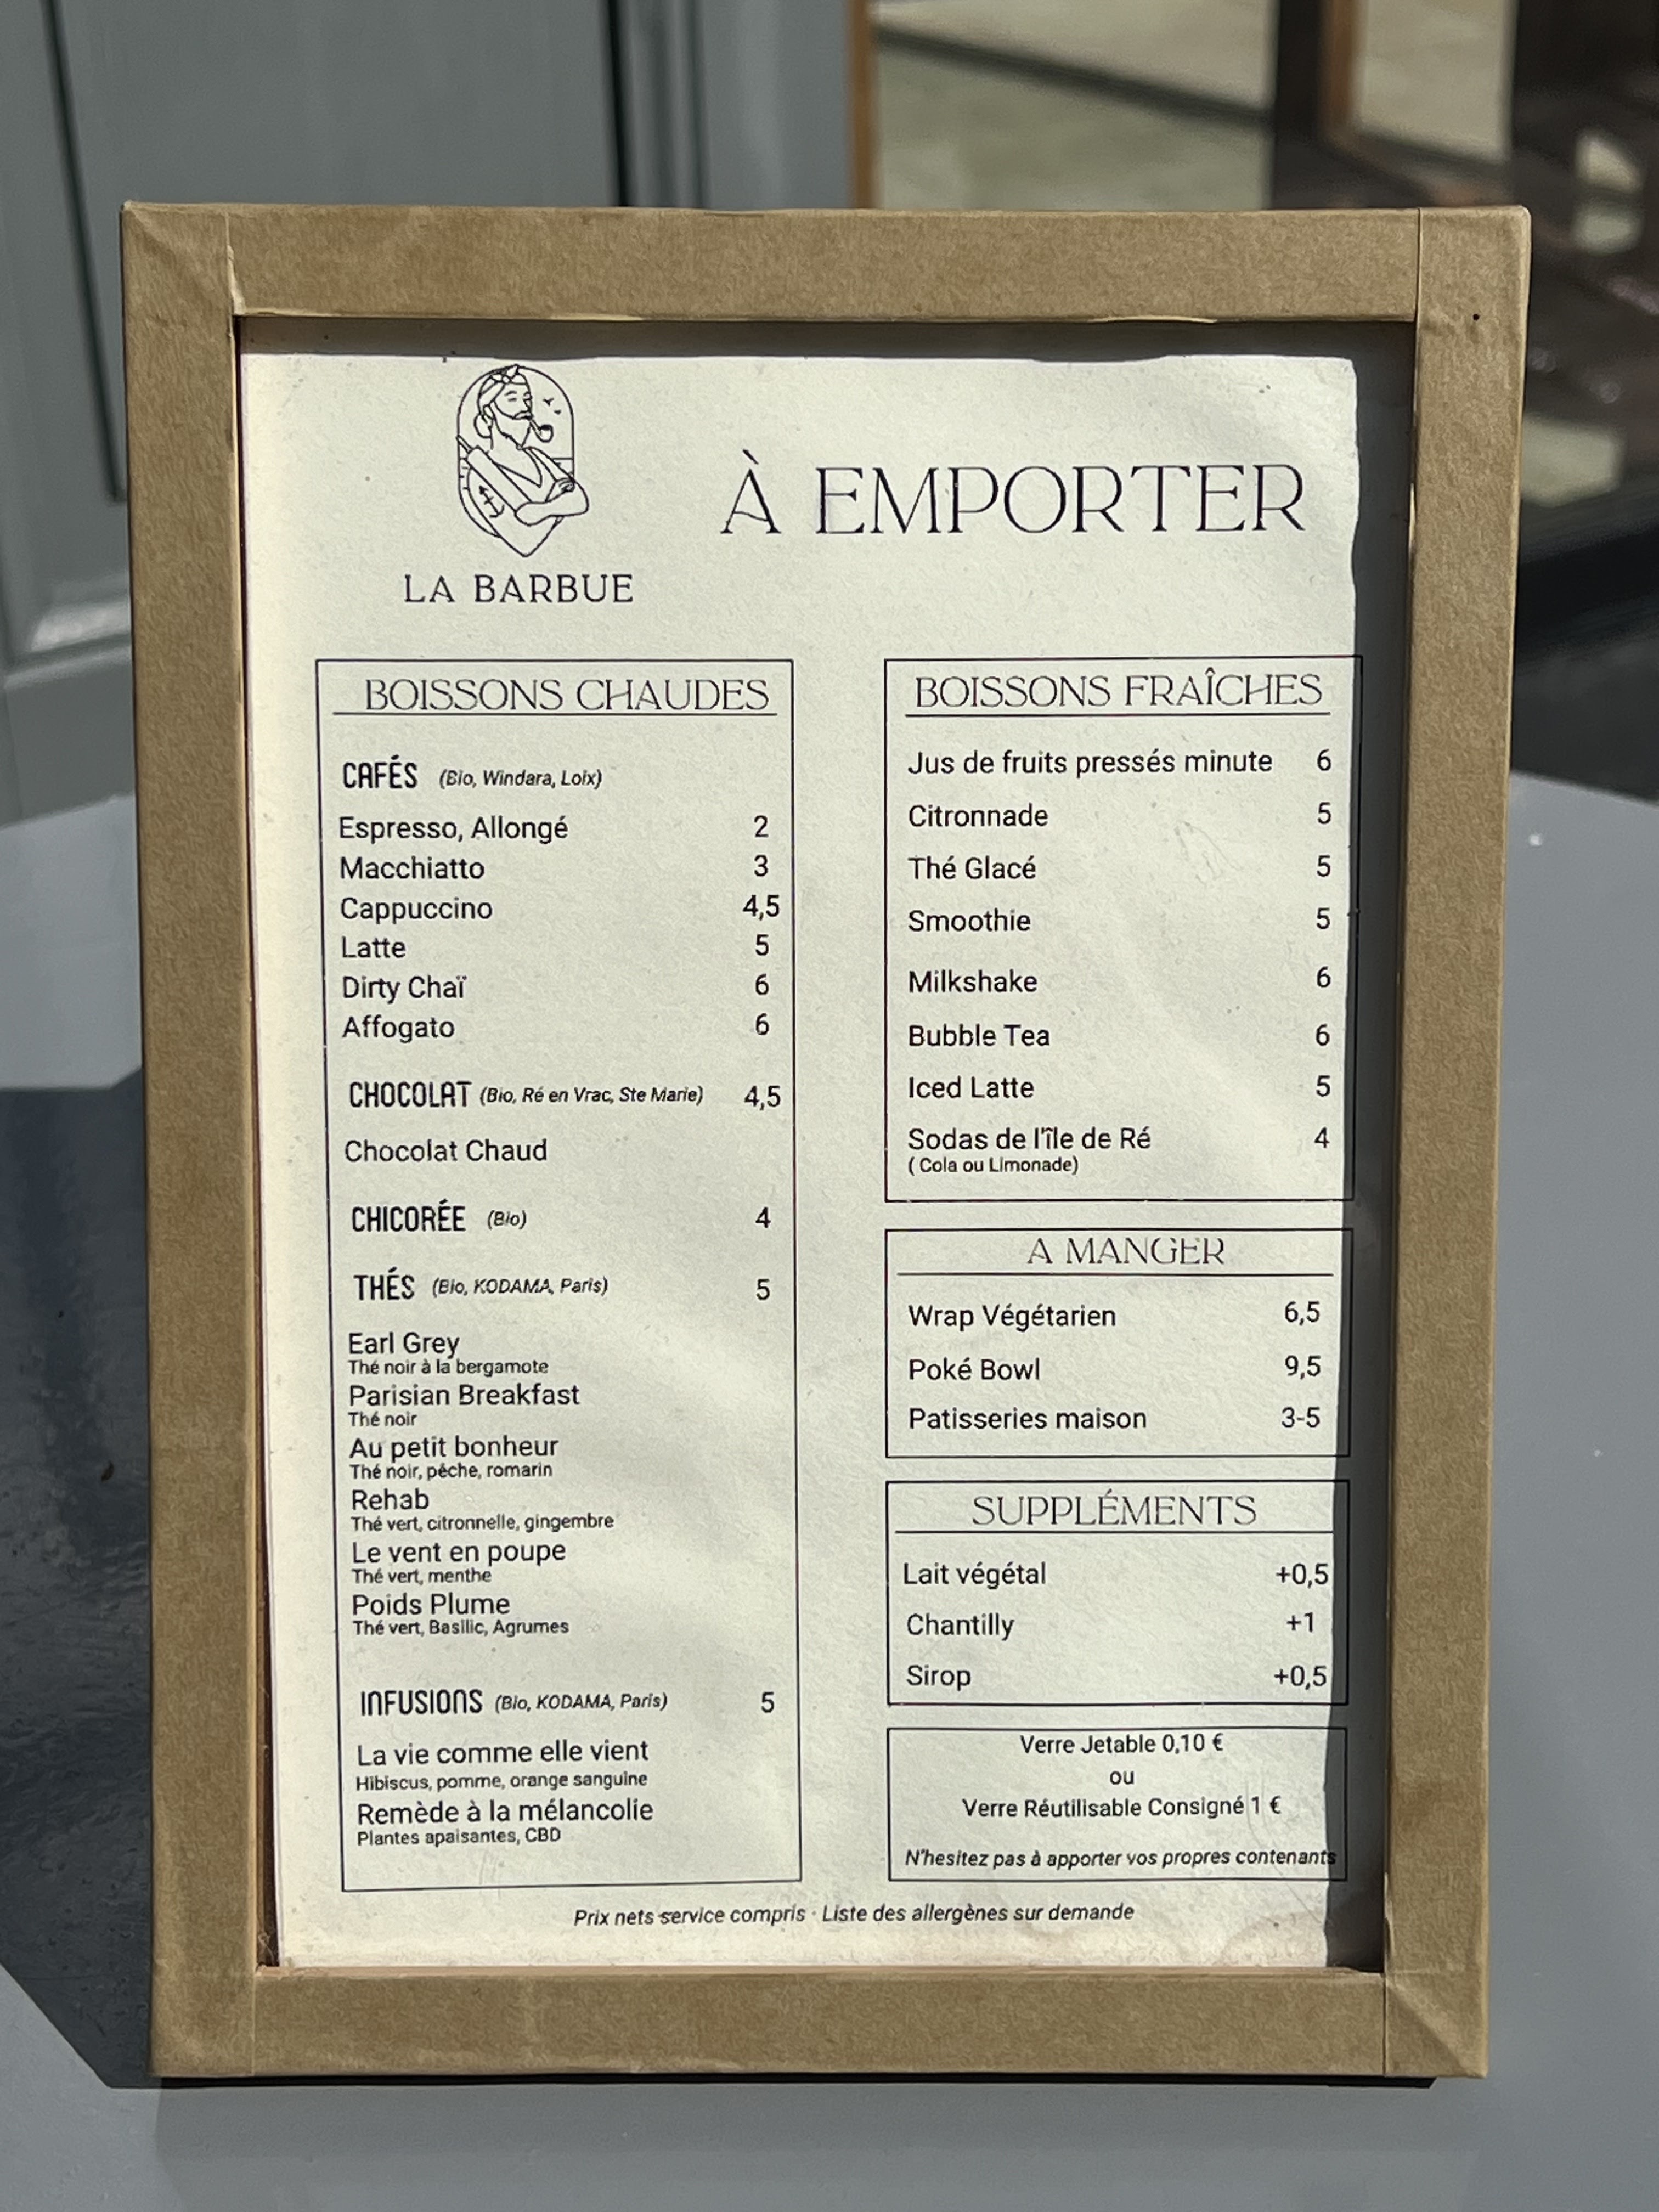 LA BARBUE
À EMPORTER
BOISSONS CHAUDES
CAFÉS (Bio, Windara, Loix)
Espresso, Allongé 2
Macchiatto 3
Cappuccino 4,5
Latte 5
Dirty Chaï 6
Affogato 6
CHOCOLAT (Bio, Ré en Vrac, Ste Marie) 4,5
Chocolat Chaud
CHICORÉE (Bio) 4
THÉS (Bio, KODAMA, Paris) 5
Earl Grey
Thé noir à la bergamote
Parisian Breakfast
Thé noir
Au petit bonheur
Thé noir, pêche, romarin
Rehab
Thé vert, citronnelle, gingembre
Le vent en poupe
Thé vert, menthe
Poids Plume
Thé vert, Basilic, Agrumes
INFUSIONS (Bio, KODAMA, Paris) 5
La vie comme elle vient
Hibiscus, pomme, orange sanguine
Remède à la mélancolie
Plantes apaisantes, CBD
BOISSONS FRAÎCHES
Jus de fruits pressés minute 6
Citronnade 5
Thé Glacé 5
Smoothie 5
Milkshake 6
Bubble Tea 6
Iced Latte 5
Sodas de l'île de Ré 4
( Cola ou Limonade)
A MANGER
Wrap Végétarien 6,5
Poké Bowl 9,5
Patisseries maison 3-5
SUPPLÉMENTS
Lait végétal +0,5
Chantilly +1
Sirop +0,5
Verre Jetable 0,10 €
ou
Verre Réutilisable Consigné 1 €
N'hesitez pas à apporter vos propres contenants
Prix nets service compris · Liste des allergènes sur demande